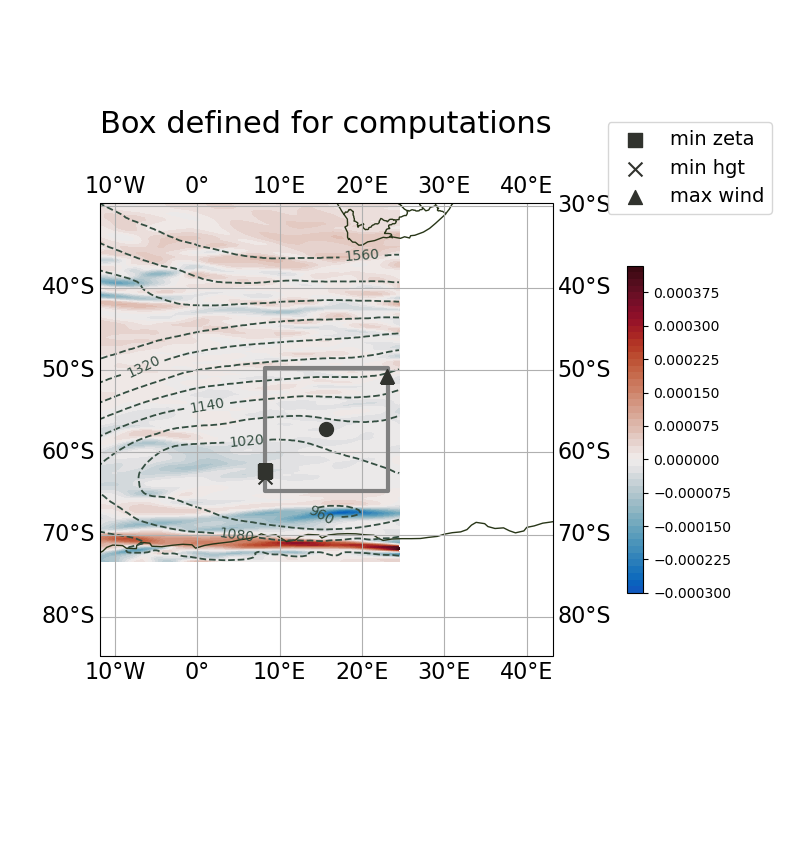 Box defined for computations
min zeta
min hgt
max wind
10°W 0° 10°E 20°E 30°E 40°E
30°S
1560
40°S 40°S
0.000375
0.000300
1320
50°S 50°S
0.000225
1140
0.000150
0.000075
1020
60°S 60°S
0.000000
−0.000075
960
−0.000150
1080
70°S 70°S
−0.000225
−0.000300
80°S 80°S
10°W 0° 10°E 20°E 30°E 40°E